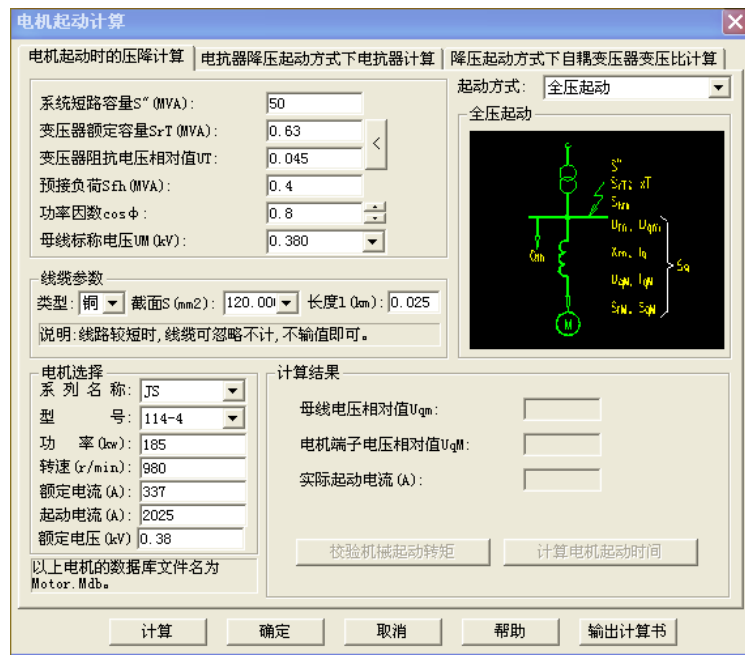 电机起动计算
电机起动时的压降计算 电抗器降压起动方式下电抗器计算 降压起动方式下自耦变压器变压比计算
起动方式: 全压起动
系统短路容量S"(MVA): 50
变压器额定容量SrT(MVA): 0.63
<
变压器阻抗电压相对值UT: 0.045
预接负荷Sfh(MVA): 0.4
功率因数cosφ: 0.8
母线标称电压UM(kV): 0.380
全压起动
S"
Uqm
Sq
M
线缆参数
类型: 铜 截面S(mm2): 120.00 长度l(km): 0.025
说明:线路较短时,线缆可忽略不计,不输值即可。
电机选择
系 列 名 称: JS
型 号: 114-4
功 率(kw): 185
转速(r/min): 980
额定电流(A): 337
起动电流(A): 2025
额定电压(kV) 0.38
以上电机的数据库文件名为
Motor.Mdb。
计算结果
母线电压相对值Uqm:
电机端子电压相对值UqM:
实际起动电流(A):
校验机械起动转矩 计算电机起动时间
计算 确定 取消 帮助 输出计算书